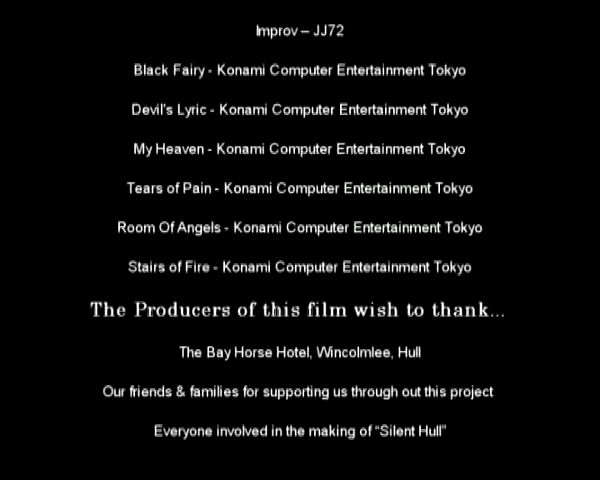 Improv – JJ72
Black Fairy - Konami Computer Entertainment Tokyo
Devil's Lyric - Konami Computer Entertainment Tokyo
My Heaven - Konami Computer Entertainment Tokyo
Tears of Pain - Konami Computer Entertainment Tokyo
Room Of Angels - Konami Computer Entertainment Tokyo
Stairs of Fire - Konami Computer Entertainment Tokyo
The Producers of this film wish to thank...
The Bay Horse Hotel, Wincolmlee, Hull
Our friends & families for supporting us through out this project
Everyone involved in the making of “Silent Hull”